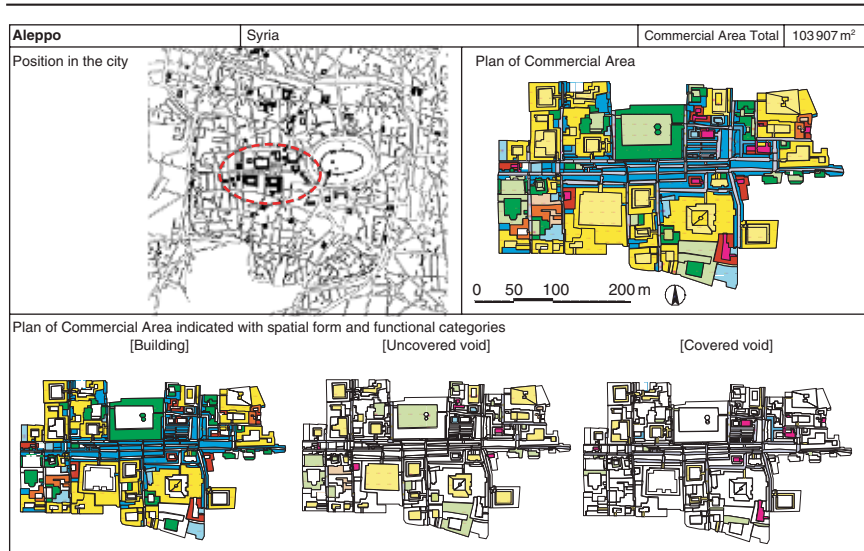 Aleppo Syria Commercial Area Total 103 907 m²
Position in the city
Plan of Commercial Area
0 50 100 200 m
Plan of Commercial Area indicated with spatial form and functional categories
[Building] [Uncovered void] [Covered void]